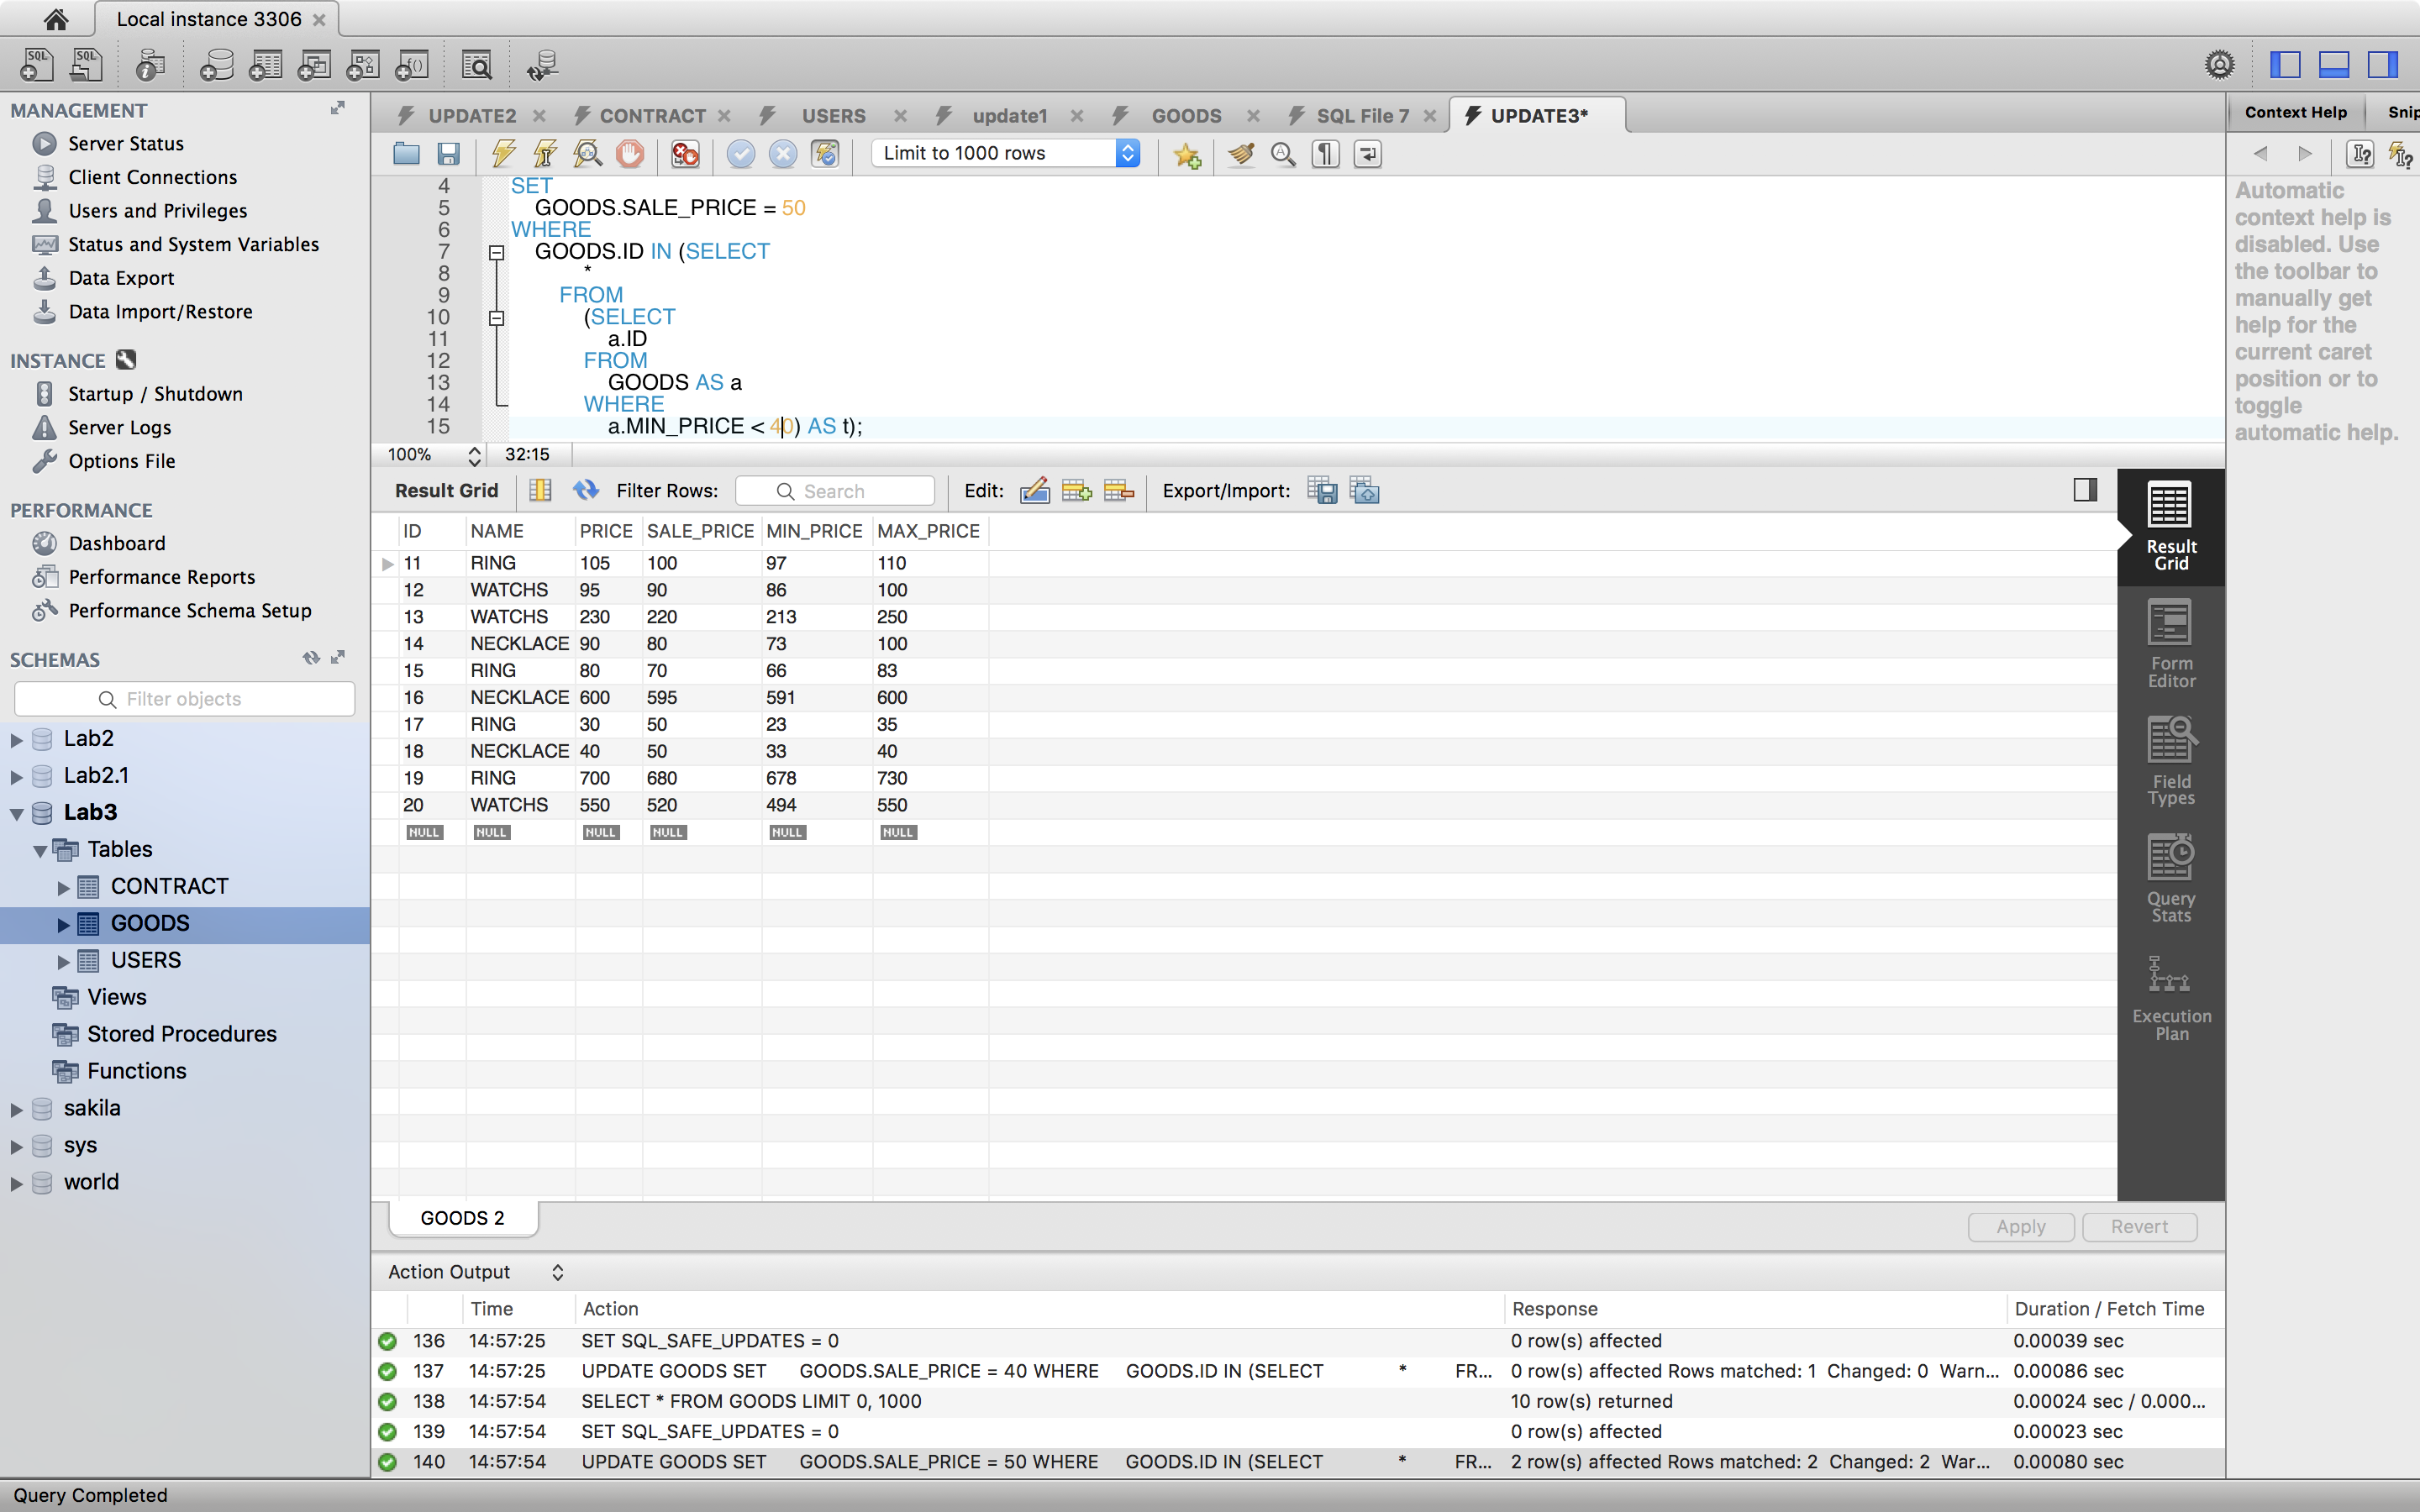 Local instance 3306
MANAGEMENT
Server Status
Client Connections
Users and Privileges
Status and System Variables
Data Export
Data Import/Restore
INSTANCE
Startup / Shutdown
Server Logs
Options File
PERFORMANCE
Dashboard
Performance Reports
Performance Schema Setup
SCHEMAS
Filter objects
Lab2
Lab2.1
Lab3
Tables
CONTRACT
GOODS
USERS
Views
Stored Procedures
Functions
sakila
sys
world
UPDATE2 CONTRACT USERS update1 GOODS SQL File 7 UPDATE3*
Limit to 1000 rows
4 SET
5 GOODS.SALE_PRICE = 50
6 WHERE
7 GOODS.ID IN (SELECT
8 *
9 FROM
10 (SELECT
11 a.ID
12 FROM
13 GOODS AS a
14 WHERE
15 a.MIN_PRICE < 40) AS t);
100% 32:15
Result Grid Filter Rows: Search Edit: Export/Import:
ID NAME PRICE SALE_PRICE MIN_PRICE MAX_PRICE
11 RING 105 100 97 110
12 WATCHS 95 90 86 100
13 WATCHS 230 220 213 250
14 NECKLACE 90 80 73 100
15 RING 80 70 66 83
16 NECKLACE 600 595 591 600
17 RING 30 50 23 35
18 NECKLACE 40 50 33 40
19 RING 700 680 678 730
20 WATCHS 550 520 494 550
NULL NULL NULL NULL NULL NULL
Result
Grid
Form
Editor
Field
Types
Query
Stats
Execution
Plan
GOODS 2
Apply Revert
Action Output
Time Action Response Duration / Fetch Time
136 14:57:25 SET SQL_SAFE_UPDATES = 0 0 row(s) affected 0.00039 sec
137 14:57:25 UPDATE GOODS SET GOODS.SALE_PRICE = 40 WHERE GOODS.ID IN (SELECT * FR... 0 row(s) affected Rows matched: 1 Changed: 0 Warn... 0.00086 sec
138 14:57:54 SELECT * FROM GOODS LIMIT 0, 1000 10 row(s) returned 0.00024 sec / 0.000...
139 14:57:54 SET SQL_SAFE_UPDATES = 0 0 row(s) affected 0.00023 sec
140 14:57:54 UPDATE GOODS SET GOODS.SALE_PRICE = 50 WHERE GOODS.ID IN (SELECT * FR... 2 row(s) affected Rows matched: 2 Changed: 2 War... 0.00080 sec
Context Help Snip
Automatic
context help is
disabled. Use
the toolbar to
manually get
help for the
current caret
position or to
toggle
automatic help.
Query Completed